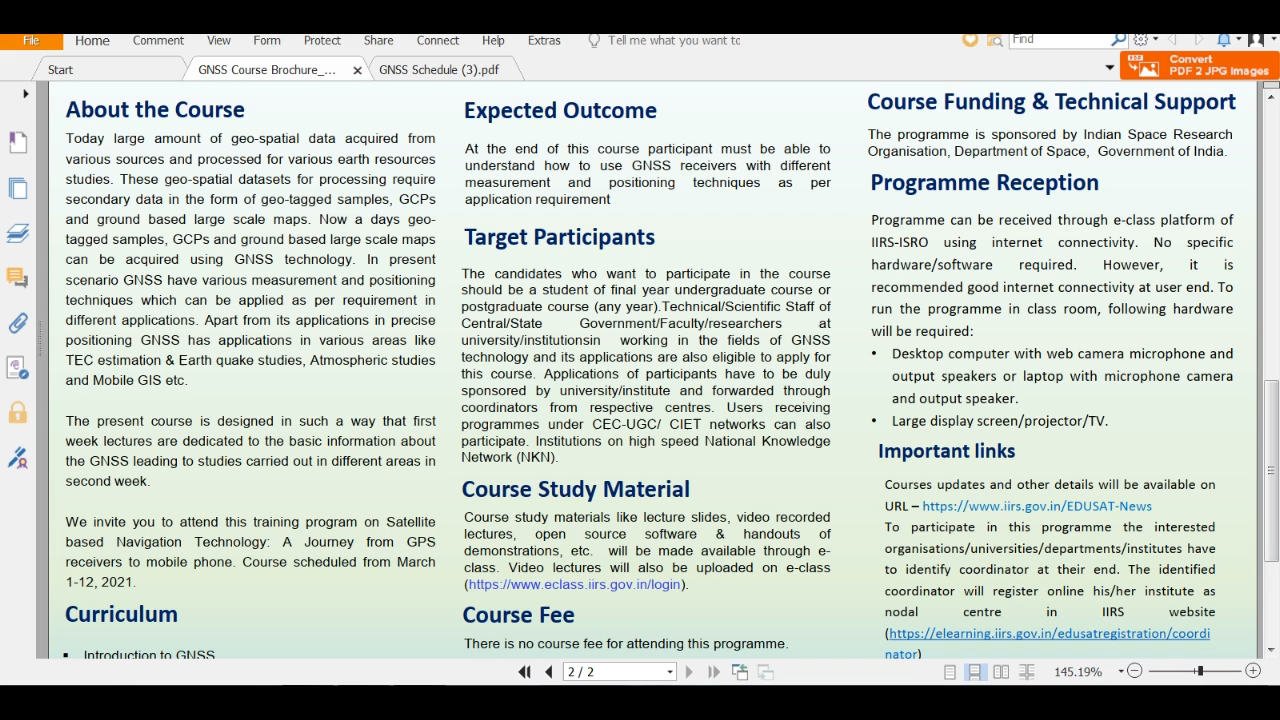 File Home Comment View Form Protect Share Connect Help Extras Tell me what you want to Find
Start GNSS Course Brochure_... GNSS Schedule (3).pdf
Convert
PDF 2 JPG Images
About the Course
Today large amount of geo-spatial data acquired from
various sources and processed for various earth resources
studies. These geo-spatial datasets for processing require
secondary data in the form of geo-tagged samples, GCPs
and ground based large scale maps. Now a days geo-
tagged samples, GCPs and ground based large scale maps
can be acquired using GNSS technology. In present
scenario GNSS have various measurement and positioning
techniques which can be applied as per requirement in
different applications. Apart from its applications in precise
positioning GNSS has applications in various areas like
TEC estimation & Earth quake studies, Atmospheric studies
and Mobile GIS etc.
The present course is designed in such a way that first
week lectures are dedicated to the basic information about
the GNSS leading to studies carried out in different areas in
second week.
We invite you to attend this training program on Satellite
based Navigation Technology: A Journey from GPS
receivers to mobile phone. Course scheduled from March
1-12, 2021.
Curriculum
▪ Introduction to GNSS
Expected Outcome
At the end of this course participant must be able to
understand how to use GNSS receivers with different
measurement and positioning techniques as per
application requirement
Target Participants
The candidates who want to participate in the course
should be a student of final year undergraduate course or
postgraduate course (any year).Technical/Scientific Staff of
Central/State Government/Faculty/researchers at
university/institutionsin working in the fields of GNSS
technology and its applications are also eligible to apply for
this course. Applications of participants have to be duly
sponsored by university/institute and forwarded through
coordinators from respective centres. Users receiving
programmes under CEC-UGC/ CIET networks can also
participate. Institutions on high speed National Knowledge
Network (NKN).
Course Study Material
Course study materials like lecture slides, video recorded
lectures, open source software & handouts of
demonstrations, etc. will be made available through e-
class. Video lectures will also be uploaded on e-class
(https://www.eclass.iirs.gov.in/login).
Course Fee
There is no course fee for attending this programme.
Course Funding & Technical Support
The programme is sponsored by Indian Space Research
Organisation, Department of Space, Government of India.
Programme Reception
Programme can be received through e-class platform of
IIRS-ISRO using internet connectivity. No specific
hardware/software required. However, it is
recommended good internet connectivity at user end. To
run the programme in class room, following hardware
will be required:
• Desktop computer with web camera microphone and
output speakers or laptop with microphone camera
and output speaker.
• Large display screen/projector/TV.
Important links
Courses updates and other details will be available on
URL – https://www.iirs.gov.in/EDUSAT-News
To participate in this programme the interested
organisations/universities/departments/institutes have
to identify coordinator at their end. The identified
coordinator will register online his/her institute as
nodal centre in IIRS website
(https://elearning.iirs.gov.in/edusatregistration/coordi
nator)
2 / 2 145.19%